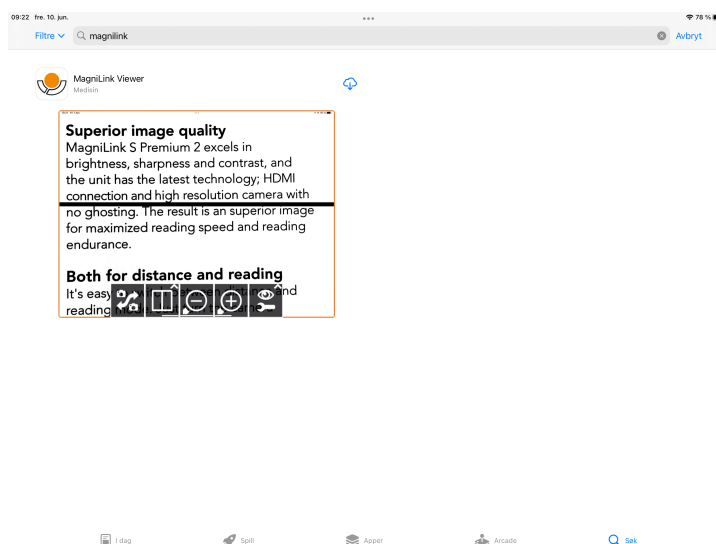 09:22 fre. 10. jun. 78 %
Filtre magnilink Avbryt
MagniLink Viewer
Medisin
Superior image quality
MagniLink S Premium 2 excels in
brightness, sharpness and contrast, and
the unit has the latest technology; HDMI
connection and high resolution camera with
no ghosting. The result is an superior image
for maximized reading speed and reading
endurance.
Both for distance and reading
It's easy and
reading
I dag Spill Apper Arcade Søk